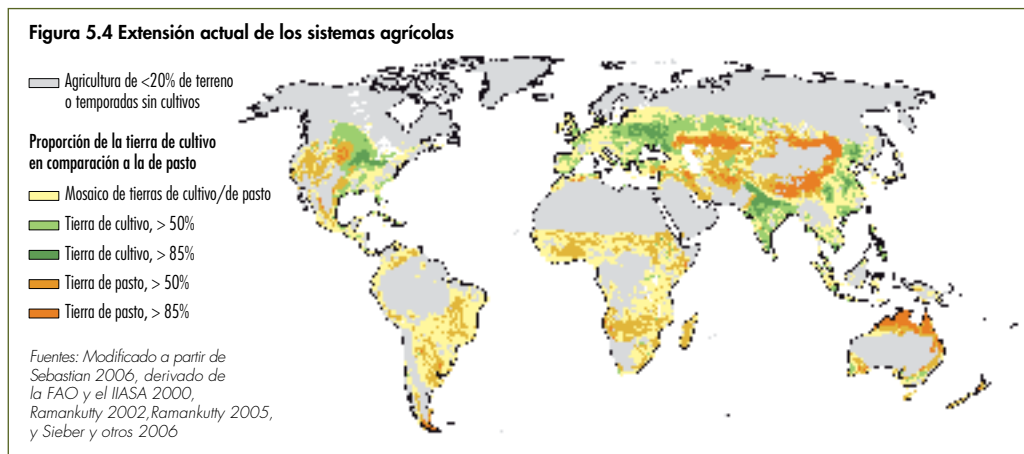 Figura 5.4 Extensión actual de los sistemas agrícolas
Agricultura de <20% de terreno
o temporadas sin cultivos
Proporción de la tierra de cultivo
en comparación a la de pasto
Mosaico de tierras de cultivo/de pasto
Tierra de cultivo, > 50%
Tierra de cultivo, > 85%
Tierra de pasto, > 50%
Tierra de pasto, > 85%
Fuentes: Modificado a partir de
Sebastian 2006, derivado de
la FAO y el IIASA 2000,
Ramankutty 2002,Ramankutty 2005,
y Sieber y otros 2006